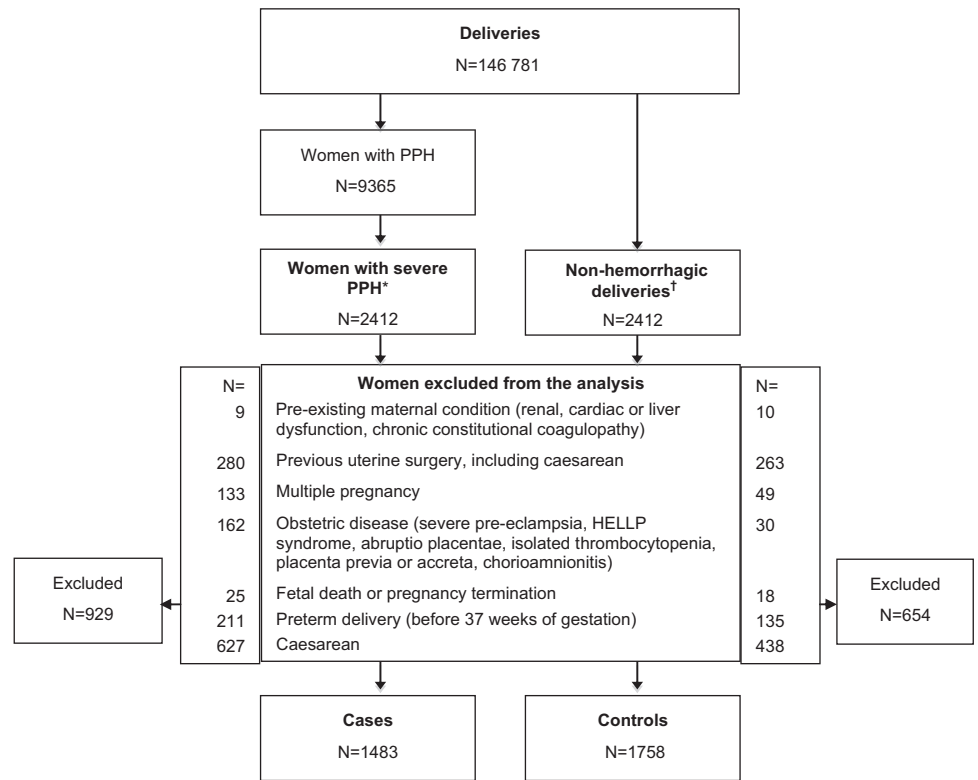 Deliveries
N=146 781
Women with PPH
N=9365
Women with severe
PPH*
N=2412
Non-hemorrhagic
deliveries†
N=2412
Women excluded from the analysis
N=
N=
9
Pre-existing maternal condition (renal, cardiac or liver
dysfunction, chronic constitutional coagulopathy)
10
280
Previous uterine surgery, including caesarean
263
133
Multiple pregnancy
49
162
Obstetric disease (severe pre-eclampsia, HELLP
syndrome, abruptio placentae, isolated thrombocytopenia,
placenta previa or accreta, chorioamnionitis)
30
25
Fetal death or pregnancy termination
18
211
Preterm delivery (before 37 weeks of gestation)
135
627
Caesarean
438
Excluded
N=929
Excluded
N=654
Cases
N=1483
Controls
N=1758